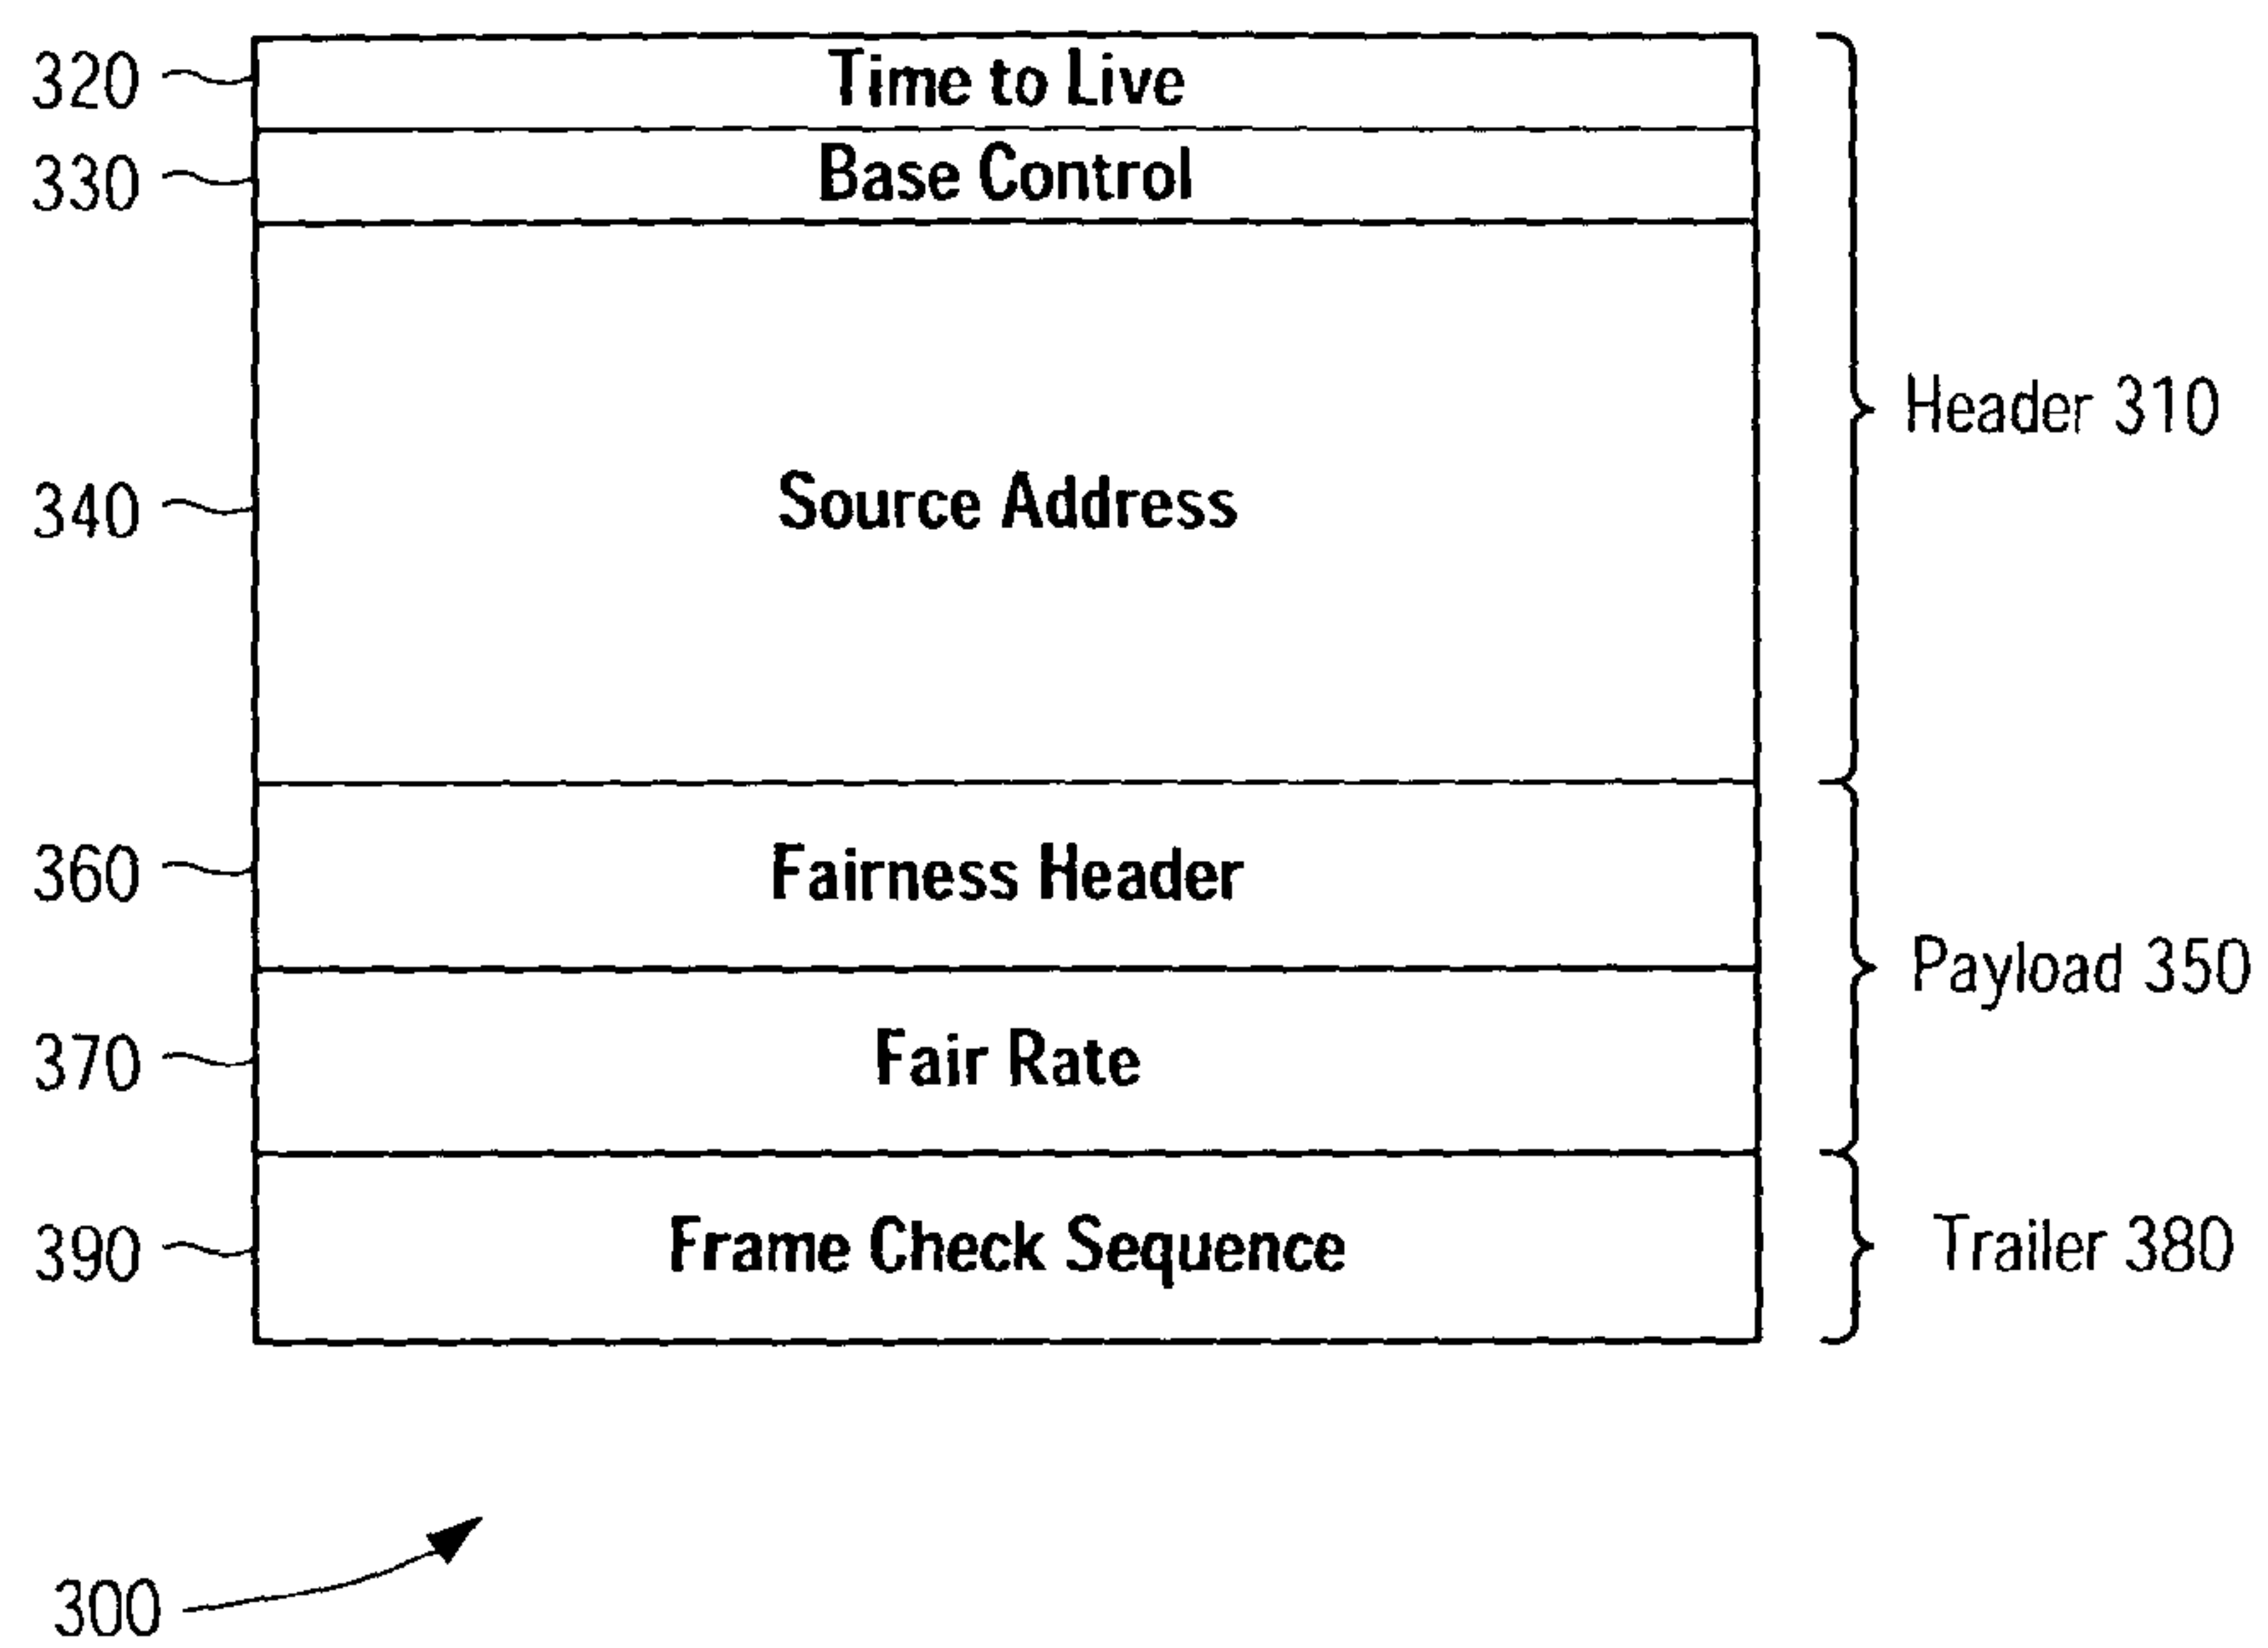 320 Time to Live
330 Base Control
Header 310
340 Source Address
360 Fairness Header
Payload 350
370 Fair Rate
390 Frame Check Sequence Trailer 380
300